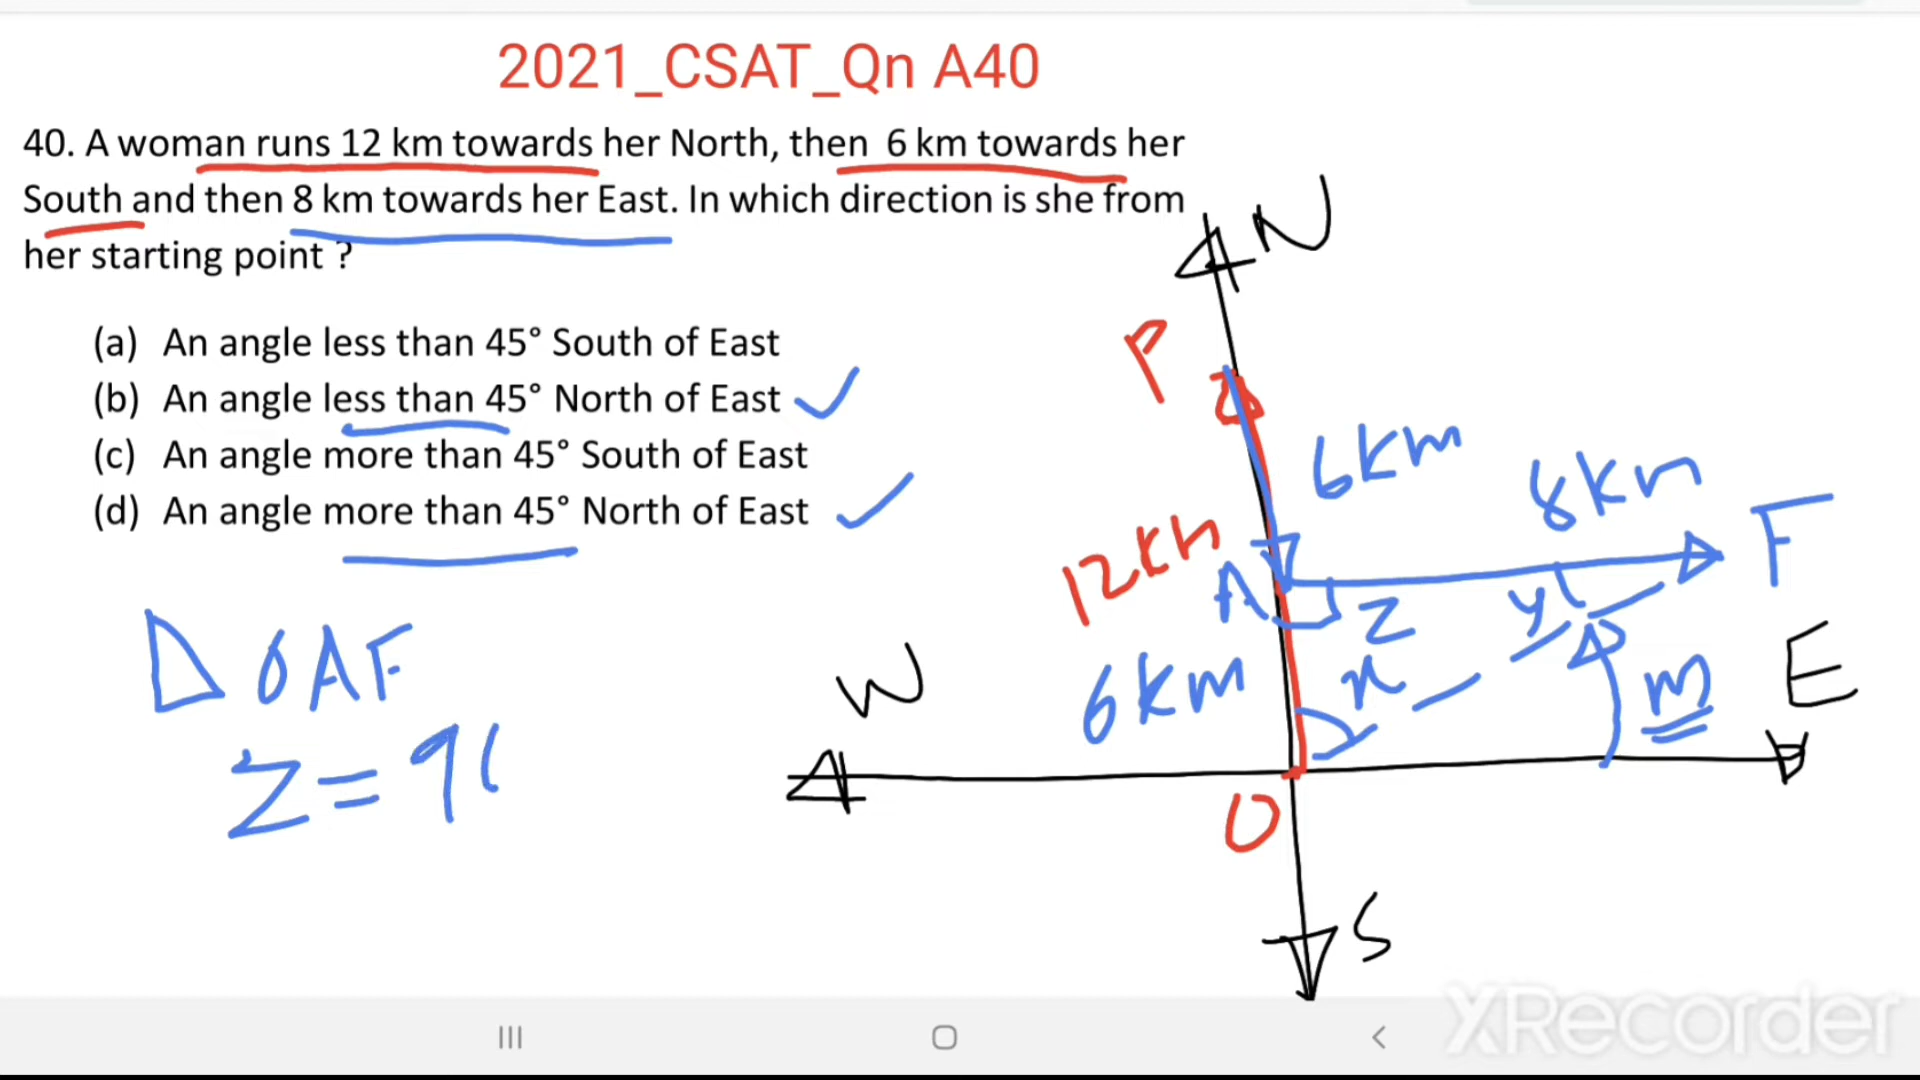 2021_CSAT_Qn A40
40. A woman runs 12 km towards her North, then 6 km towards her
South and then 8 km towards her East. In which direction is she from
her starting point ?
(a) An angle less than 45° South of East
(b) An angle less than 45° North of East
(c) An angle more than 45° South of East
(d) An angle more than 45° North of East
N
P
6km
8km
F
12km
A
Z
y
E
Δ OAF
W
6km
x
m
Z=90
O
S
XRecorder